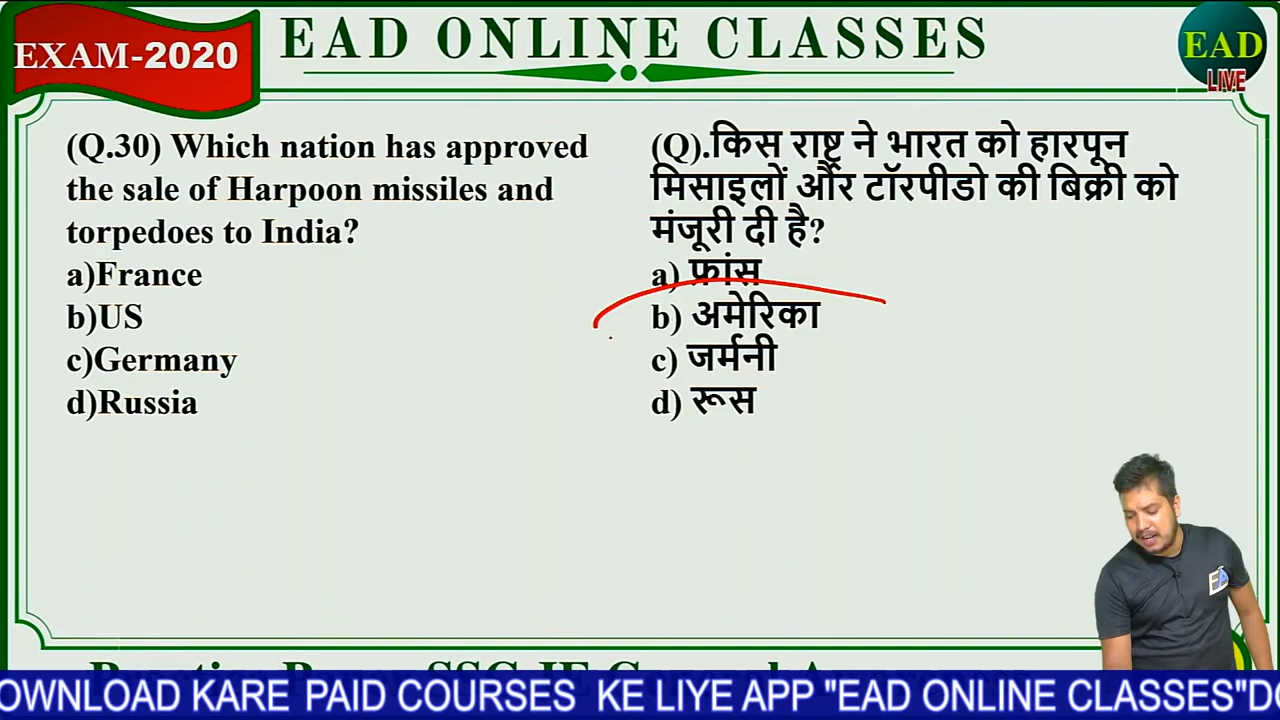 EXAM-2020
EAD ONLINE CLASSES
EAD
LIVE
(Q.30) Which nation has approved
the sale of Harpoon missiles and
torpedoes to India?
a)France
b)US
c)Germany
d)Russia
(Q).किस राष्ट्र ने भारत को हारपून
मिसाइलों और टॉरपीडो की बिक्री को
मंजूरी दी है?
a) फ्रांस
b) अमेरिका
c) जर्मनी
d) रूस
OWNLOAD KARE PAID COURSES KE LIYE APP "EAD ONLINE CLASSES"DO